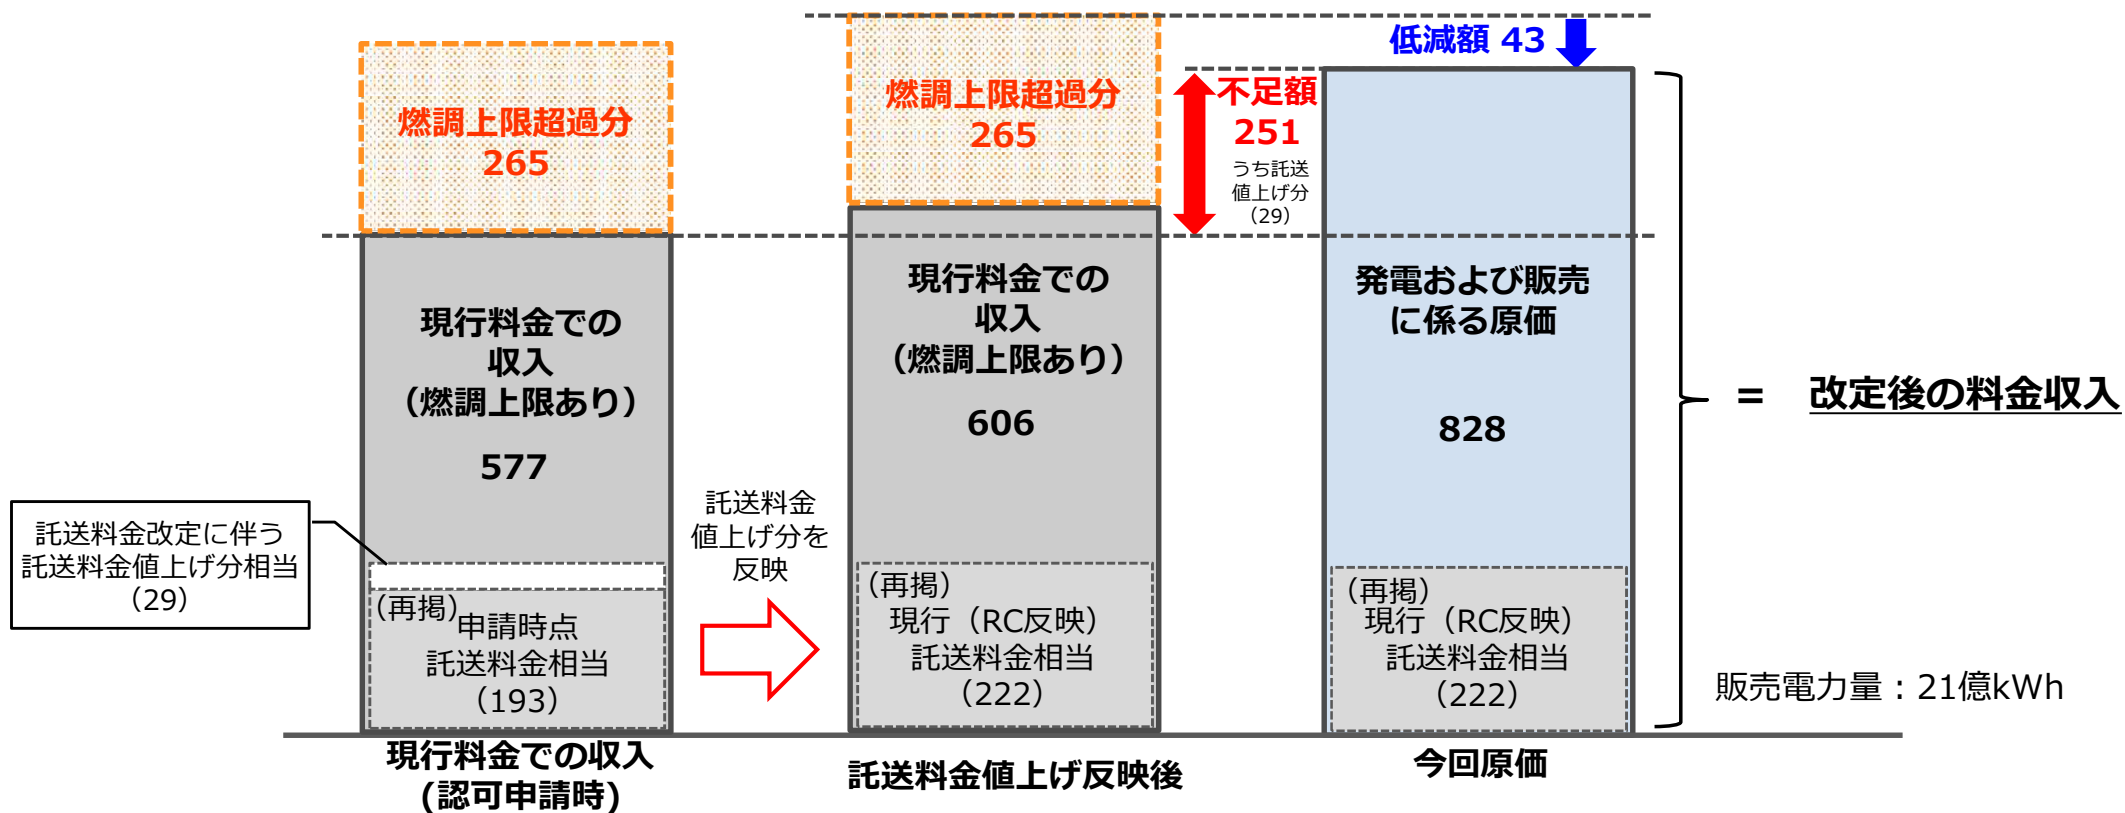 燃調上限超過分
265
現行料金での
収入
（燃調上限あり）
577
託送料金改定に伴う
託送料金値上げ分相当
（29）
（再掲）
申請時点
託送料金相当
（193）
現行料金での収入
(認可申請時)
託送料金
値上げ分を
反映
燃調上限超過分
265
現行料金での
収入
（燃調上限あり）
606
（再掲）
現行（RC反映）
託送料金相当
（222）
託送料金値上げ反映後
低減額 43
不足額
251
うち託送
値上げ分
（29）
発電および販売
に係る原価
828
（再掲）
現行（RC反映）
託送料金相当
（222）
今回原価
= 改定後の料金収入
販売電力量：21億kWh